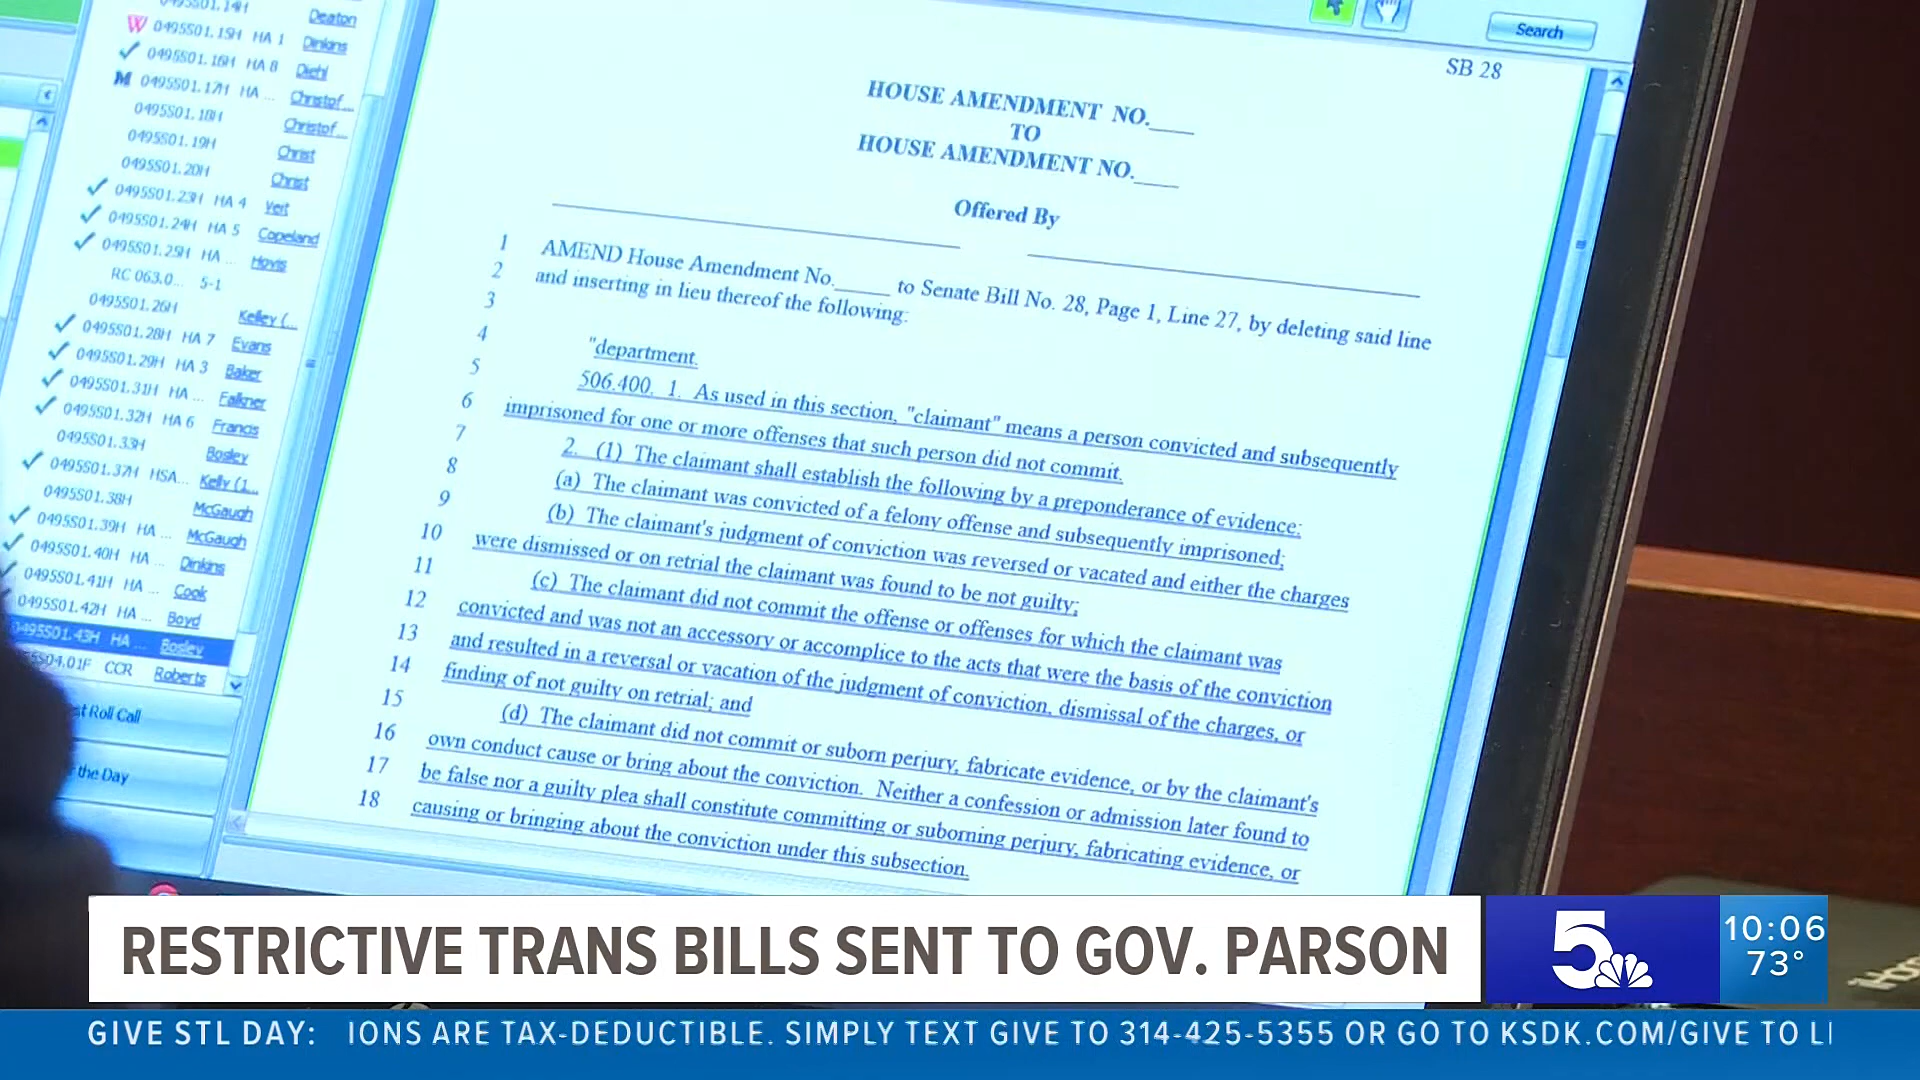 0495S01.14H Deaton
W 0495S01.15H HA 1 Dinkins
0495S01.16H HA 8 Diehl
M 0495S01.17H HA ... Christof...
0495S01.18H Christof...
0495S01.19H Christ
0495S01.20H Christ
0495S01.23H HA 4 Veit
0495S01.24H HA 5 Copeland
0495S01.25H HA ... Hovis
RC 063.0... 5-1
0495S01.26H Kelley (...
0495S01.28H HA 7 Evans
0495S01.29H HA 3 Baker
0495S01.31H HA ... Falkner
0495S01.32H HA 6 Francis
0495S01.33H Bosley
0495S01.37H HSA... Kelly (1...
0495S01.38H McGaugh
0495S01.39H HA ... McGaugh
0495S01.40H HA ... Dinkins
0495S01.41H HA ... Cook
0495S01.42H HA ... Boyd
0495S01.43H HA ... Bosley
S04.01F CCR Roberts
t Roll Call
the Day
Search
SB 28
HOUSE AMENDMENT NO.____
TO
HOUSE AMENDMENT NO.____
Offered By
1 AMEND House Amendment No._____ to Senate Bill No. 28, Page 1, Line 27, by deleting said line
2 and inserting in lieu thereof the following:
3
4 "department.
5 506.400. 1. As used in this section, "claimant" means a person convicted and subsequently
6 imprisoned for one or more offenses that such person did not commit.
7 2. (1) The claimant shall establish the following by a preponderance of evidence:
8 (a) The claimant was convicted of a felony offense and subsequently imprisoned;
9 (b) The claimant's judgment of conviction was reversed or vacated and either the charges
10 were dismissed or on retrial the claimant was found to be not guilty;
11 (c) The claimant did not commit the offense or offenses for which the claimant was
12 convicted and was not an accessory or accomplice to the acts that were the basis of the conviction
13 and resulted in a reversal or vacation of the judgment of conviction, dismissal of the charges, or
14 finding of not guilty on retrial; and
15 (d) The claimant did not commit or suborn perjury, fabricate evidence, or by the claimant's
16 own conduct cause or bring about the conviction. Neither a confession or admission later found to
17 be false nor a guilty plea shall constitute committing or suborning perjury, fabricating evidence, or
18 causing or bringing about the conviction under this subsection.
RESTRICTIVE TRANS BILLS SENT TO GOV. PARSON
5
10:06
73°
GIVE STL DAY: IONS ARE TAX-DEDUCTIBLE. SIMPLY TEXT GIVE TO 314-425-5355 OR GO TO KSDK.COM/GIVE TO LI